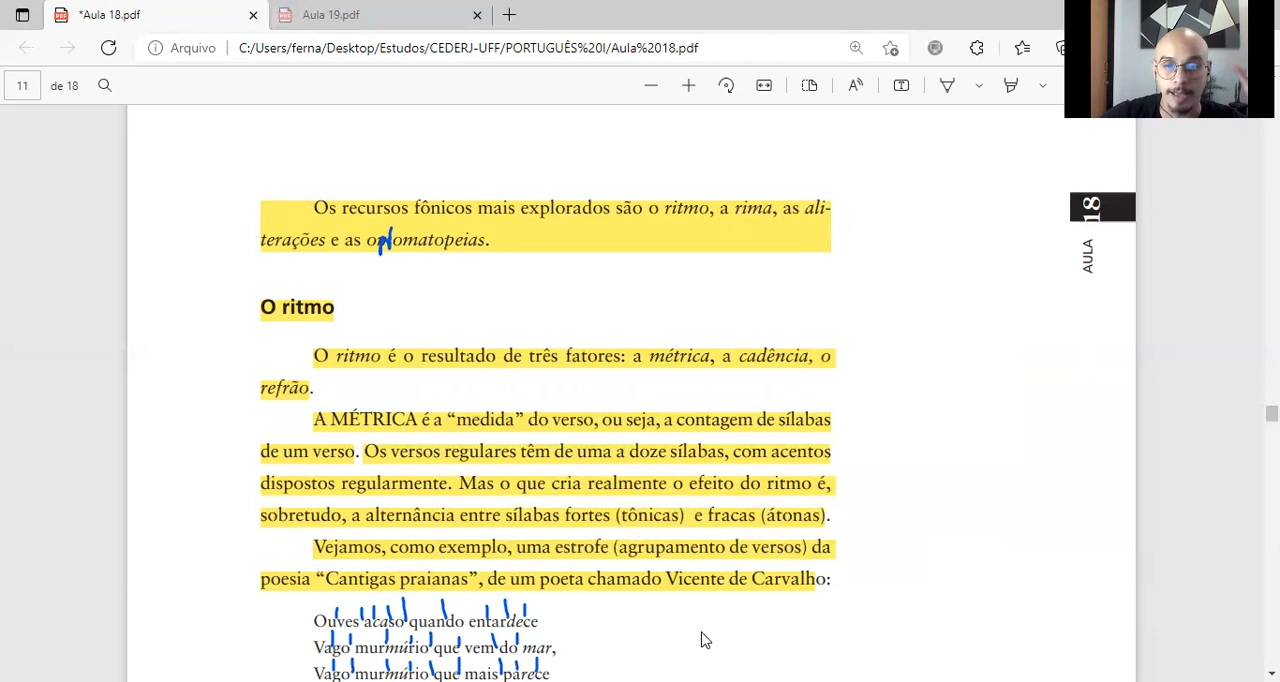 *Aula 18.pdf
Aula 19.pdf
Arquivo
C:/Users/ferna/Desktop/Estudos/CEDERJ-UFF/PORTUGUÊS%20I/Aula%2018.pdf
11 de 18
Os recursos fônicos mais explorados são o ritmo, a rima, as ali-
terações e as onomatopeias.
18
AULA
O ritmo
O ritmo é o resultado de três fatores: a métrica, a cadência, o
refrão.
A MÉTRICA é a “medida” do verso, ou seja, a contagem de sílabas
de um verso. Os versos regulares têm de uma a doze sílabas, com acentos
dispostos regularmente. Mas o que cria realmente o efeito do ritmo é,
sobretudo, a alternância entre sílabas fortes (tônicas) e fracas (átonas).
Vejamos, como exemplo, uma estrofe (agrupamento de versos) da
poesia “Cantigas praianas”, de um poeta chamado Vicente de Carvalho:
Ouves acaso quando entardece
Vago murmúrio que vem do mar,
Vago murmúrio que mais parece